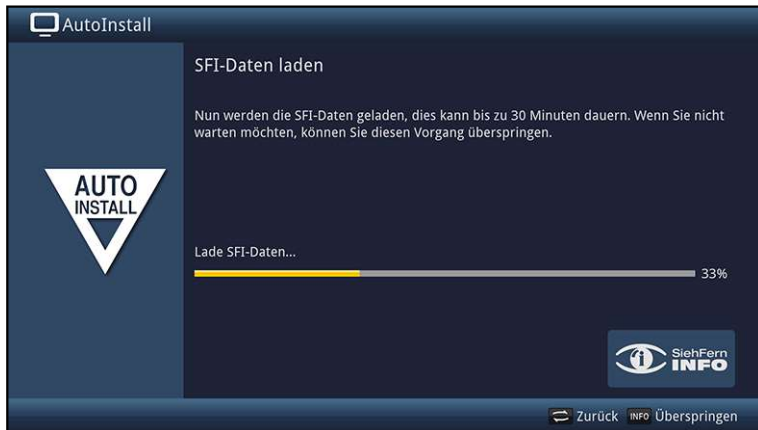 AutoInstall
SFI-Daten laden
Nun werden die SFI-Daten geladen, dies kann bis zu 30 Minuten dauern. Wenn Sie nicht
warten möchten, können Sie diesen Vorgang überspringen.
AUTO
INSTALL
Lade SFI-Daten...
33%
SiehFern
INFO
Zurück INFO Überspringen